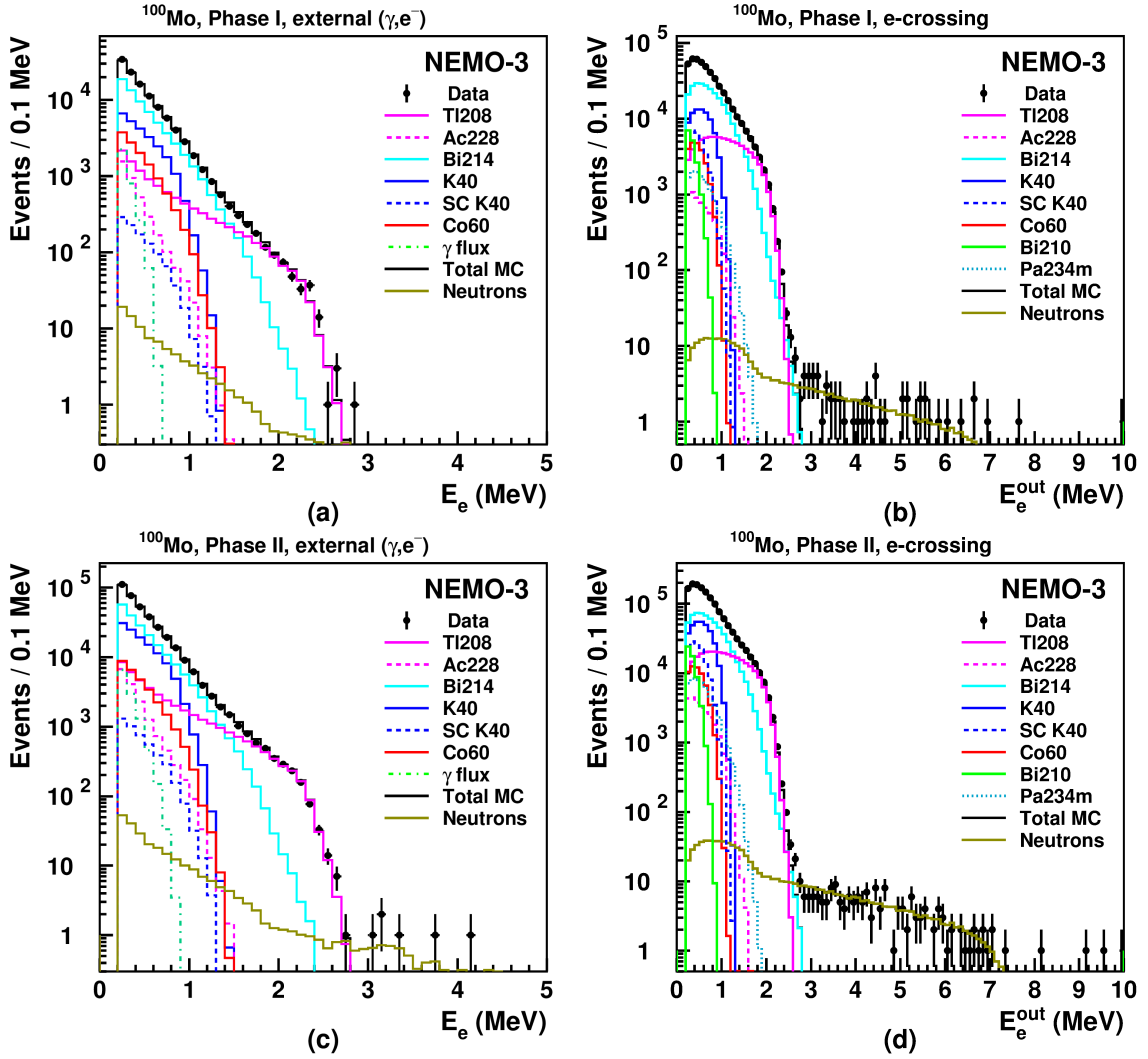 ¹⁰⁰Mo, Phase I, external (γ,e⁻)
Events / 0.1 MeV
NEMO-3
Data
Tl208
Ac228
Bi214
K40
SC K40
Co60
γ flux
Total MC
Neutrons
10⁴
10³
10²
10
1
0 1 2 3 4 5
E_e (MeV)
(a)
¹⁰⁰Mo, Phase I, e-crossing
Events / 0.1 MeV
NEMO-3
Data
Tl208
Ac228
Bi214
K40
SC K40
Co60
Bi210
Pa234m
Total MC
Neutrons
10⁵
10⁴
10³
10²
10
1
0 1 2 3 4 5 6 7 8 9 10
E_e^out (MeV)
(b)
¹⁰⁰Mo, Phase II, external (γ,e⁻)
Events / 0.1 MeV
NEMO-3
Data
Tl208
Ac228
Bi214
K40
SC K40
Co60
γ flux
Total MC
Neutrons
10⁵
10⁴
10³
10²
10
1
0 1 2 3 4 5
E_e (MeV)
(c)
¹⁰⁰Mo, Phase II, e-crossing
Events / 0.1 MeV
NEMO-3
Data
Tl208
Ac228
Bi214
K40
SC K40
Co60
Bi210
Pa234m
Total MC
Neutrons
10⁵
10⁴
10³
10²
10
1
0 1 2 3 4 5 6 7 8 9 10
E_e^out (MeV)
(d)